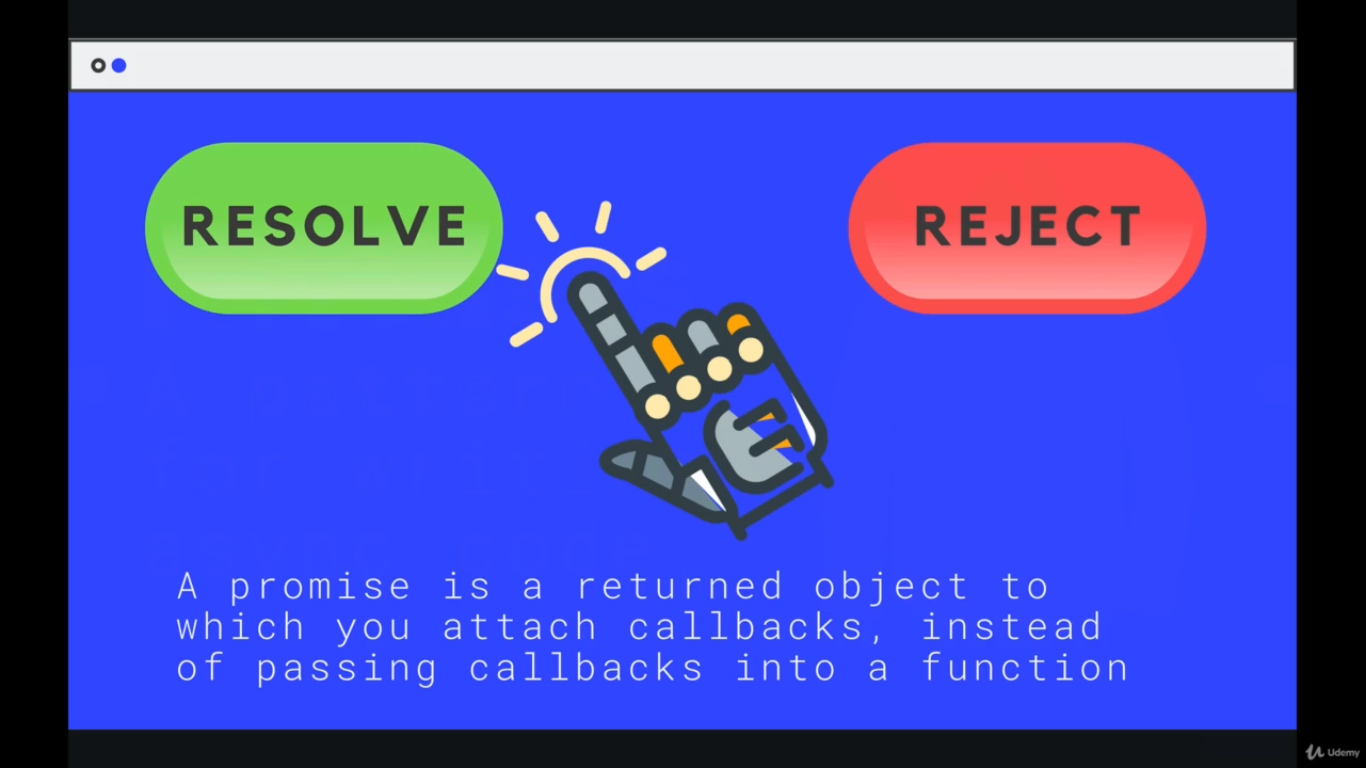 RESOLVE
REJECT
A promise is a returned object to
which you attach callbacks, instead
of passing callbacks into a function
Udemy